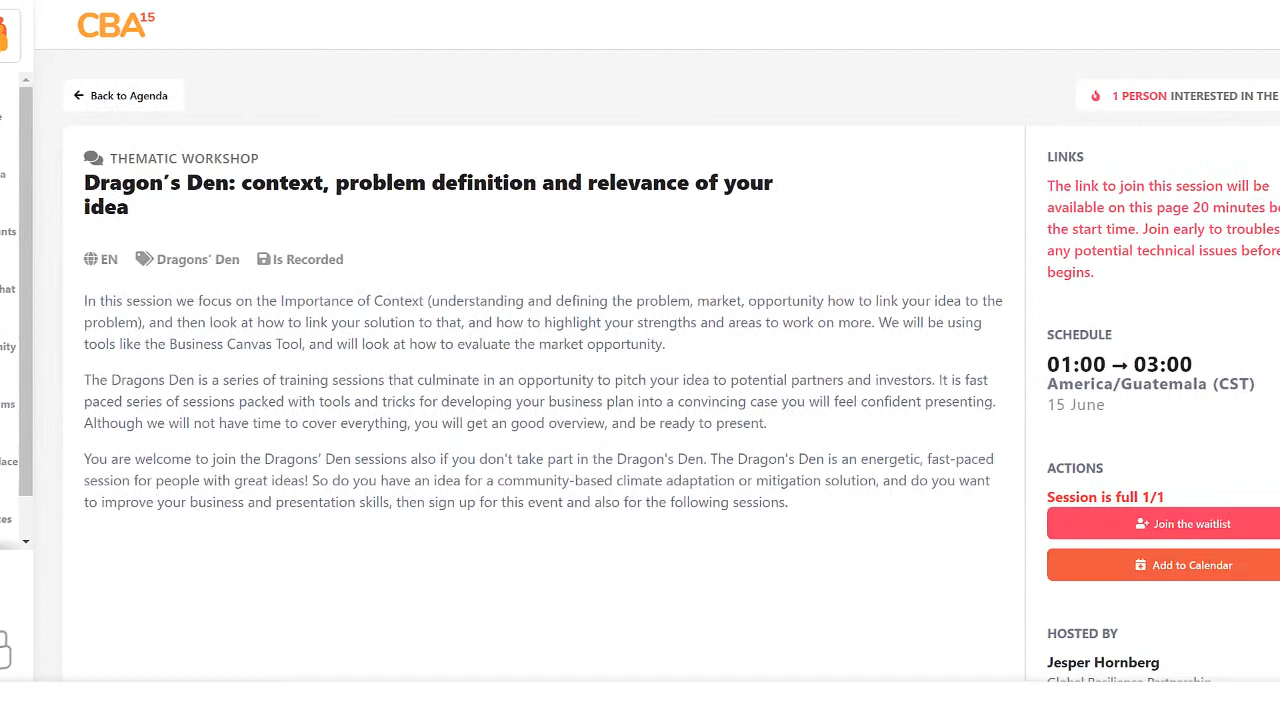 CBA15
Back to Agenda
1 PERSON INTERESTED IN THE
THEMATIC WORKSHOP
Dragon’s Den: context, problem definition and relevance of your
idea
EN Dragons' Den Is Recorded
In this session we focus on the Importance of Context (understanding and defining the problem, market, opportunity how to link your idea to the
problem), and then look at how to link your solution to that, and how to highlight your strengths and areas to work on more. We will be using
tools like the Business Canvas Tool, and will look at how to evaluate the market opportunity.
The Dragons Den is a series of training sessions that culminate in an opportunity to pitch your idea to potential partners and investors. It is fast
paced series of sessions packed with tools and tricks for developing your business plan into a convincing case you will feel confident presenting.
Although we will not have time to cover everything, you will get an good overview, and be ready to present.
You are welcome to join the Dragons’ Den sessions also if you don't take part in the Dragon's Den. The Dragon's Den is an energetic, fast-paced
session for people with great ideas! So do you have an idea for a community-based climate adaptation or mitigation solution, and do you want
to improve your business and presentation skills, then sign up for this event and also for the following sessions.
LINKS
The link to join this session will be
available on this page 20 minutes be
the start time. Join early to troubles
any potential technical issues before
begins.
SCHEDULE
01:00 → 03:00
America/Guatemala (CST)
15 June
ACTIONS
Session is full 1/1
Join the waitlist
Add to Calendar
HOSTED BY
Jesper Hornberg
Global Resilience Partnership